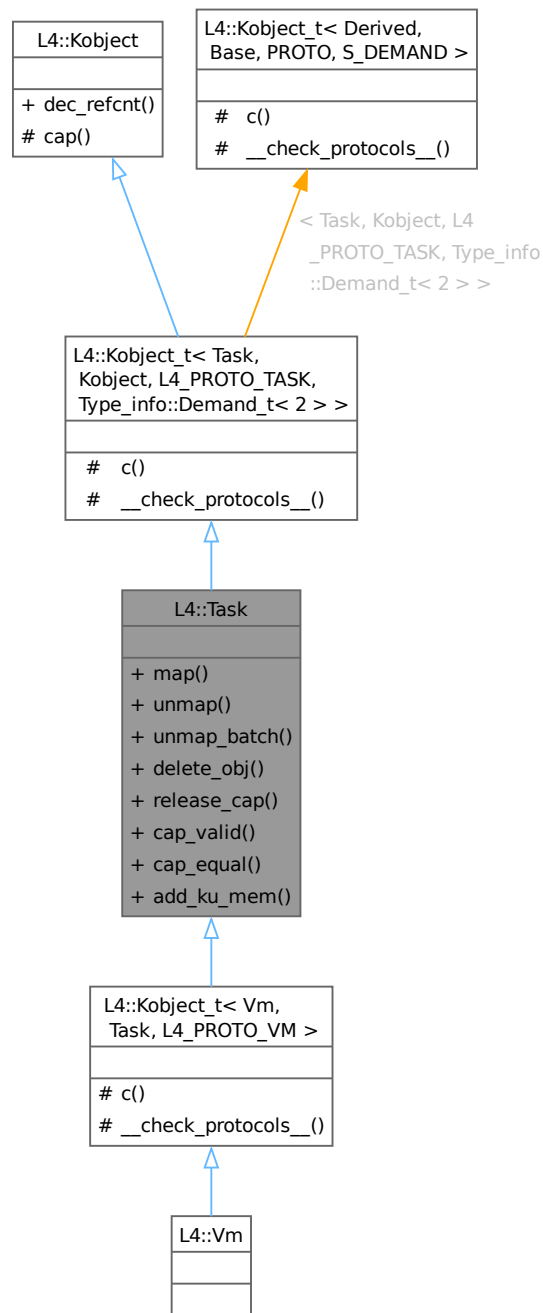 L4::Kobject
+ dec_refcnt()
# cap()
L4::Kobject_t< Derived,
Base, PROTO, S_DEMAND >
# c()
# __check_protocols__()
< Task, Kobject, L4
_PROTO_TASK, Type_info
::Demand_t< 2 > >
L4::Kobject_t< Task,
Kobject, L4_PROTO_TASK,
Type_info::Demand_t< 2 > >
# c()
# __check_protocols__()
L4::Task
+ map()
+ unmap()
+ unmap_batch()
+ delete_obj()
+ release_cap()
+ cap_valid()
+ cap_equal()
+ add_ku_mem()
L4::Kobject_t< Vm,
Task, L4_PROTO_VM >
# c()
# __check_protocols__()
L4::Vm